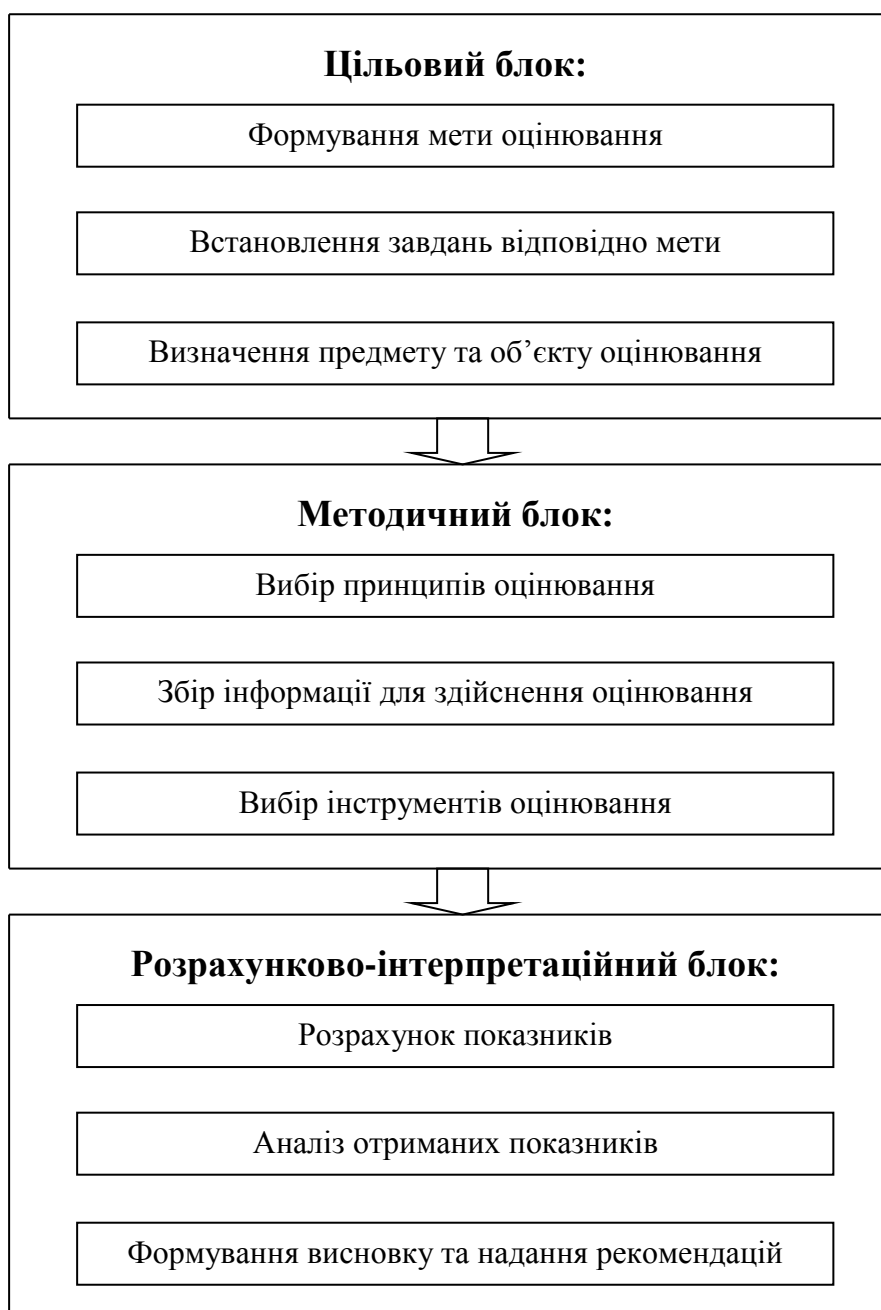 Цільовий блок:
Формування мети оцінювання
Встановлення завдань відповідно мети
Визначення предмету та об’єкту оцінювання
Методичний блок:
Вибір принципів оцінювання
Збір інформації для здійснення оцінювання
Вибір інструментів оцінювання
Розрахунково-інтерпретаційний блок:
Розрахунок показників
Аналіз отриманих показників
Формування висновку та надання рекомендацій